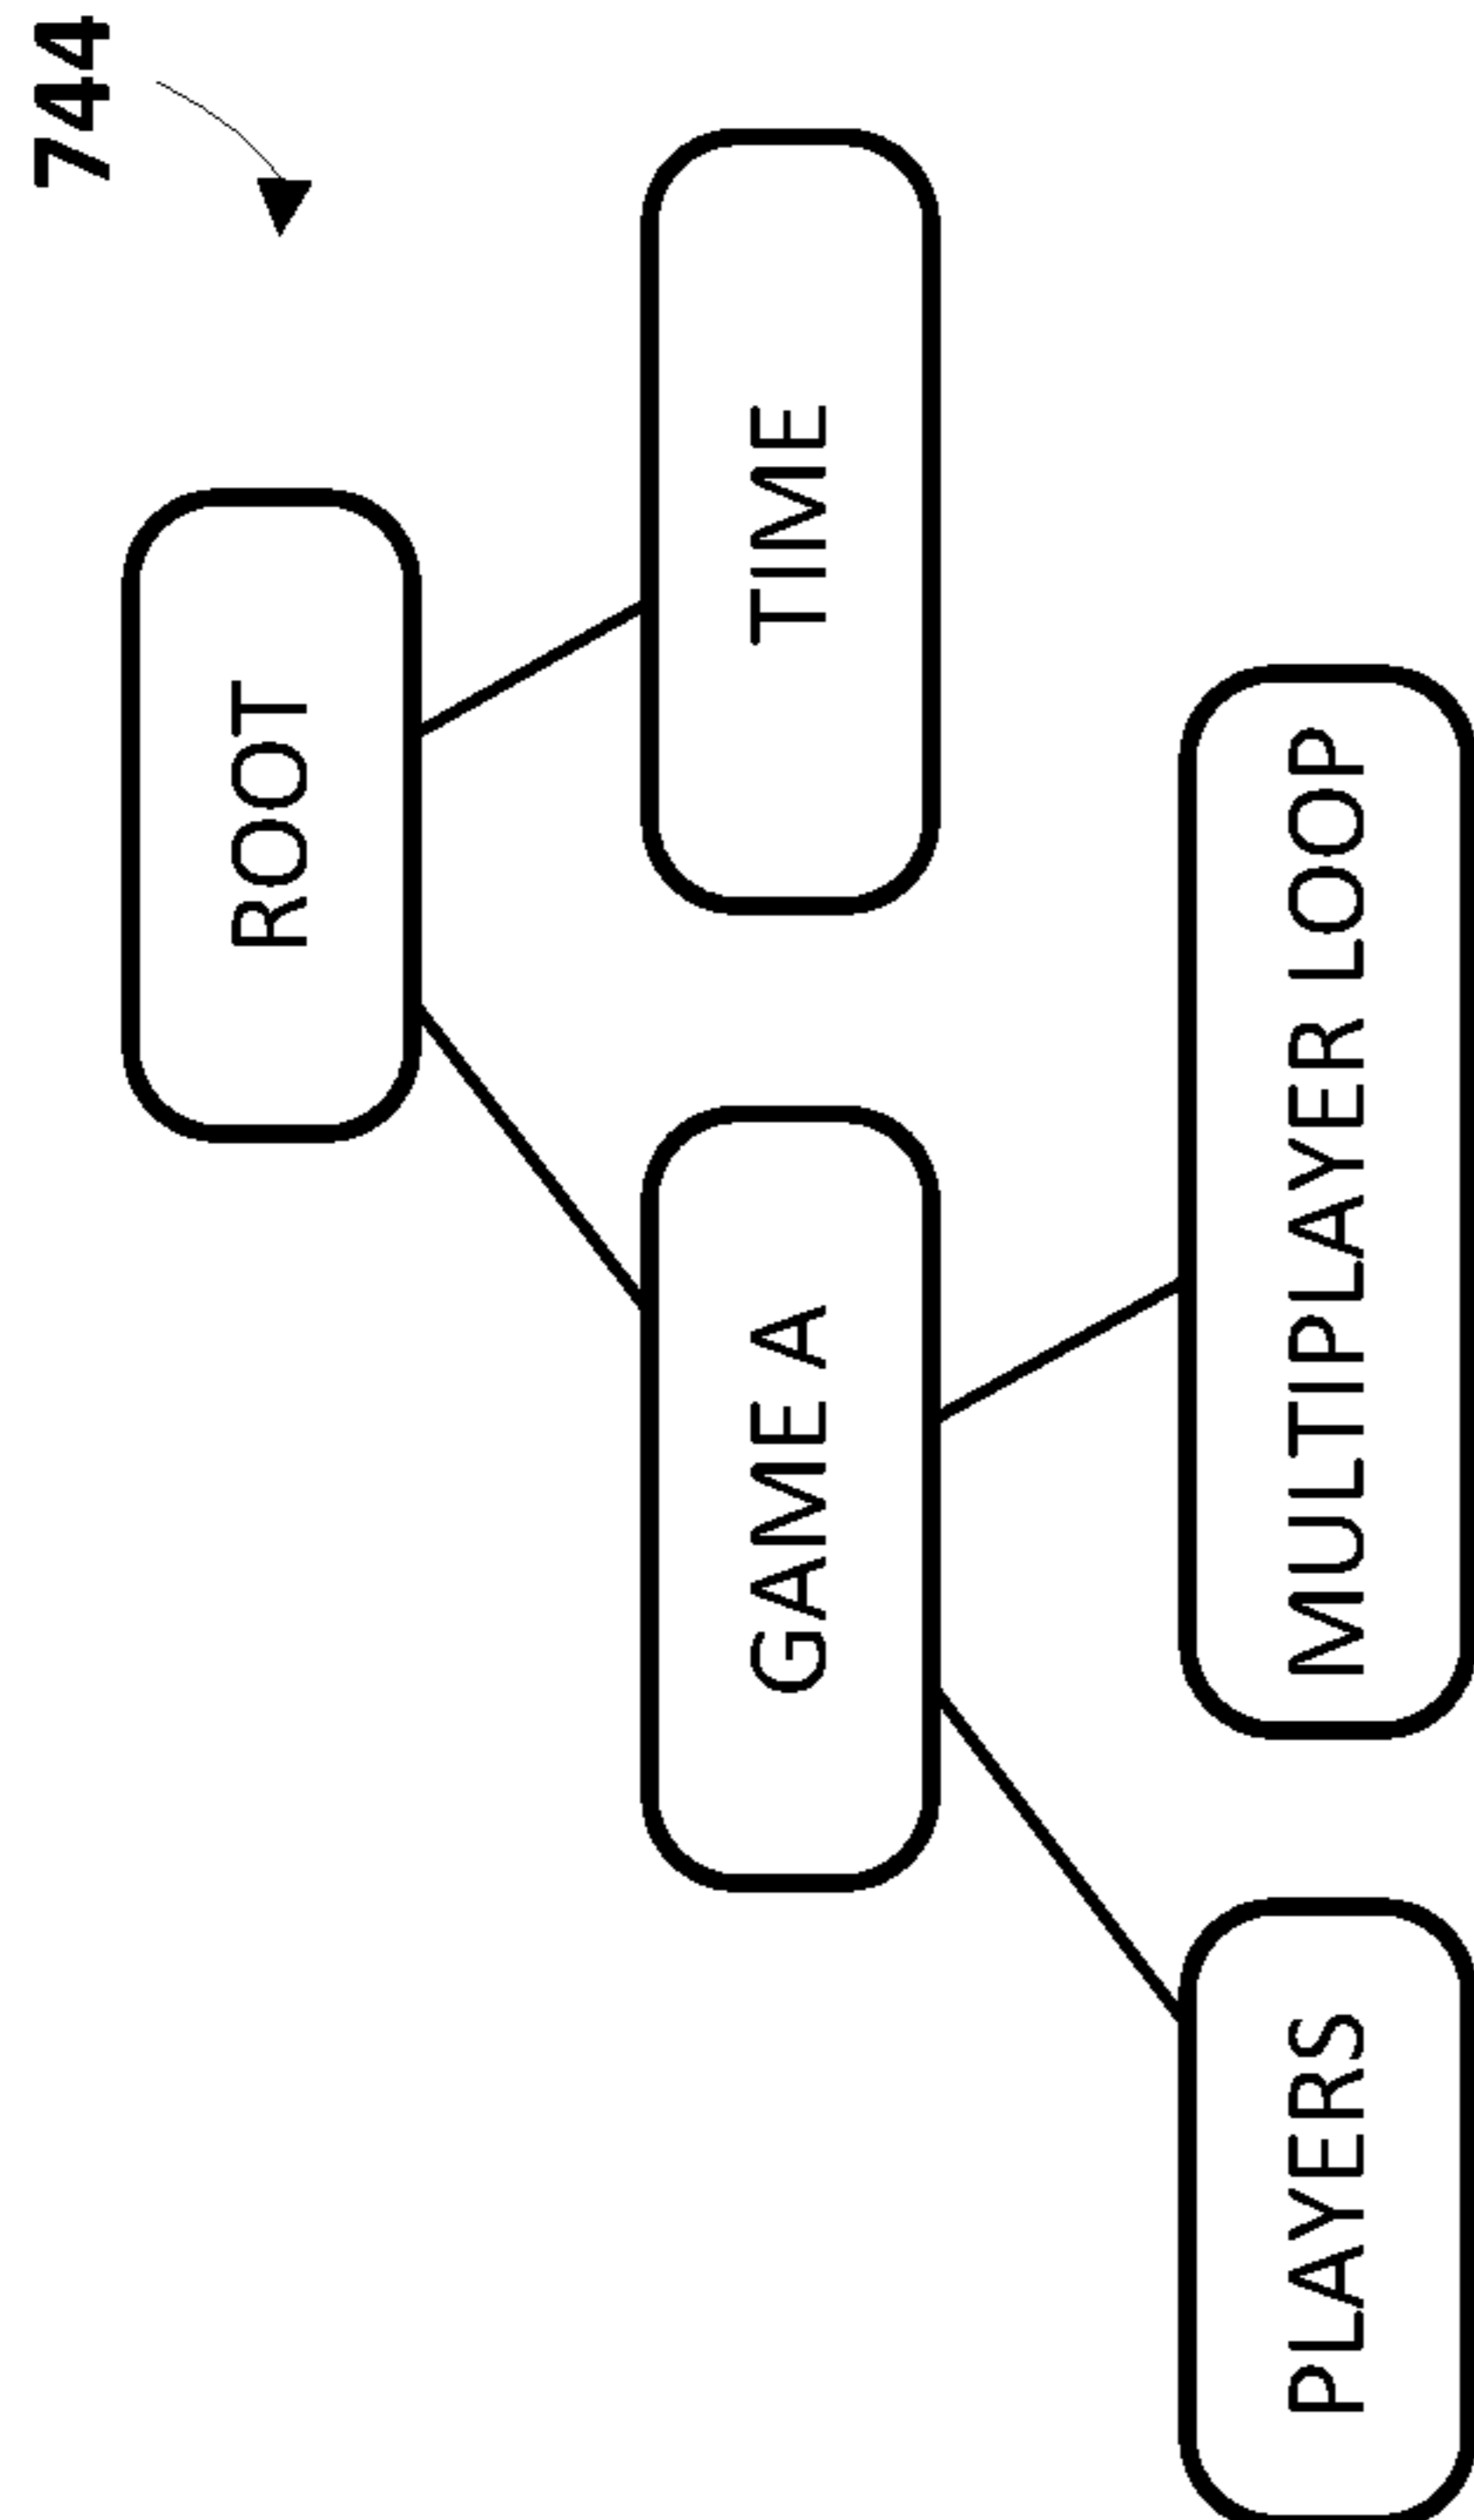 744
ROOT
GAME A
TIME
PLAYERS
MULTIPLAYER LOOP